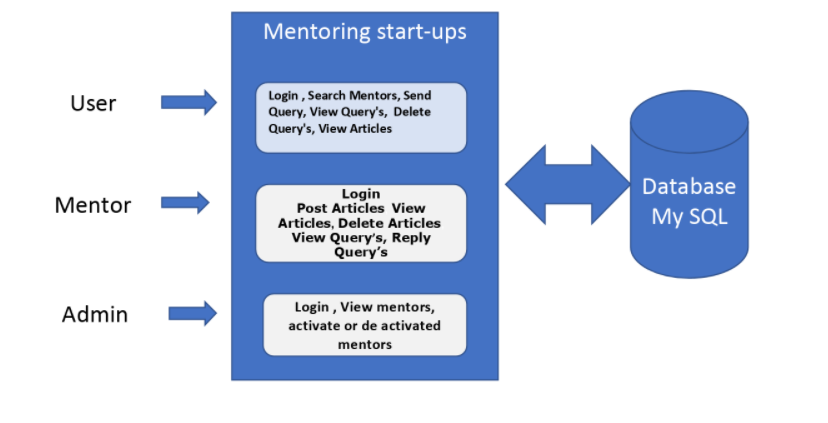 Mentoring start-ups
User
Login , Search Mentors, Send
Query, View Query's, Delete
Query's, View Articles
Mentor
Login
Post Articles View
Articles, Delete Articles
View Query's, Reply
Query’s
Admin
Login , View mentors,
activate or de activated
mentors
Database
My SQL